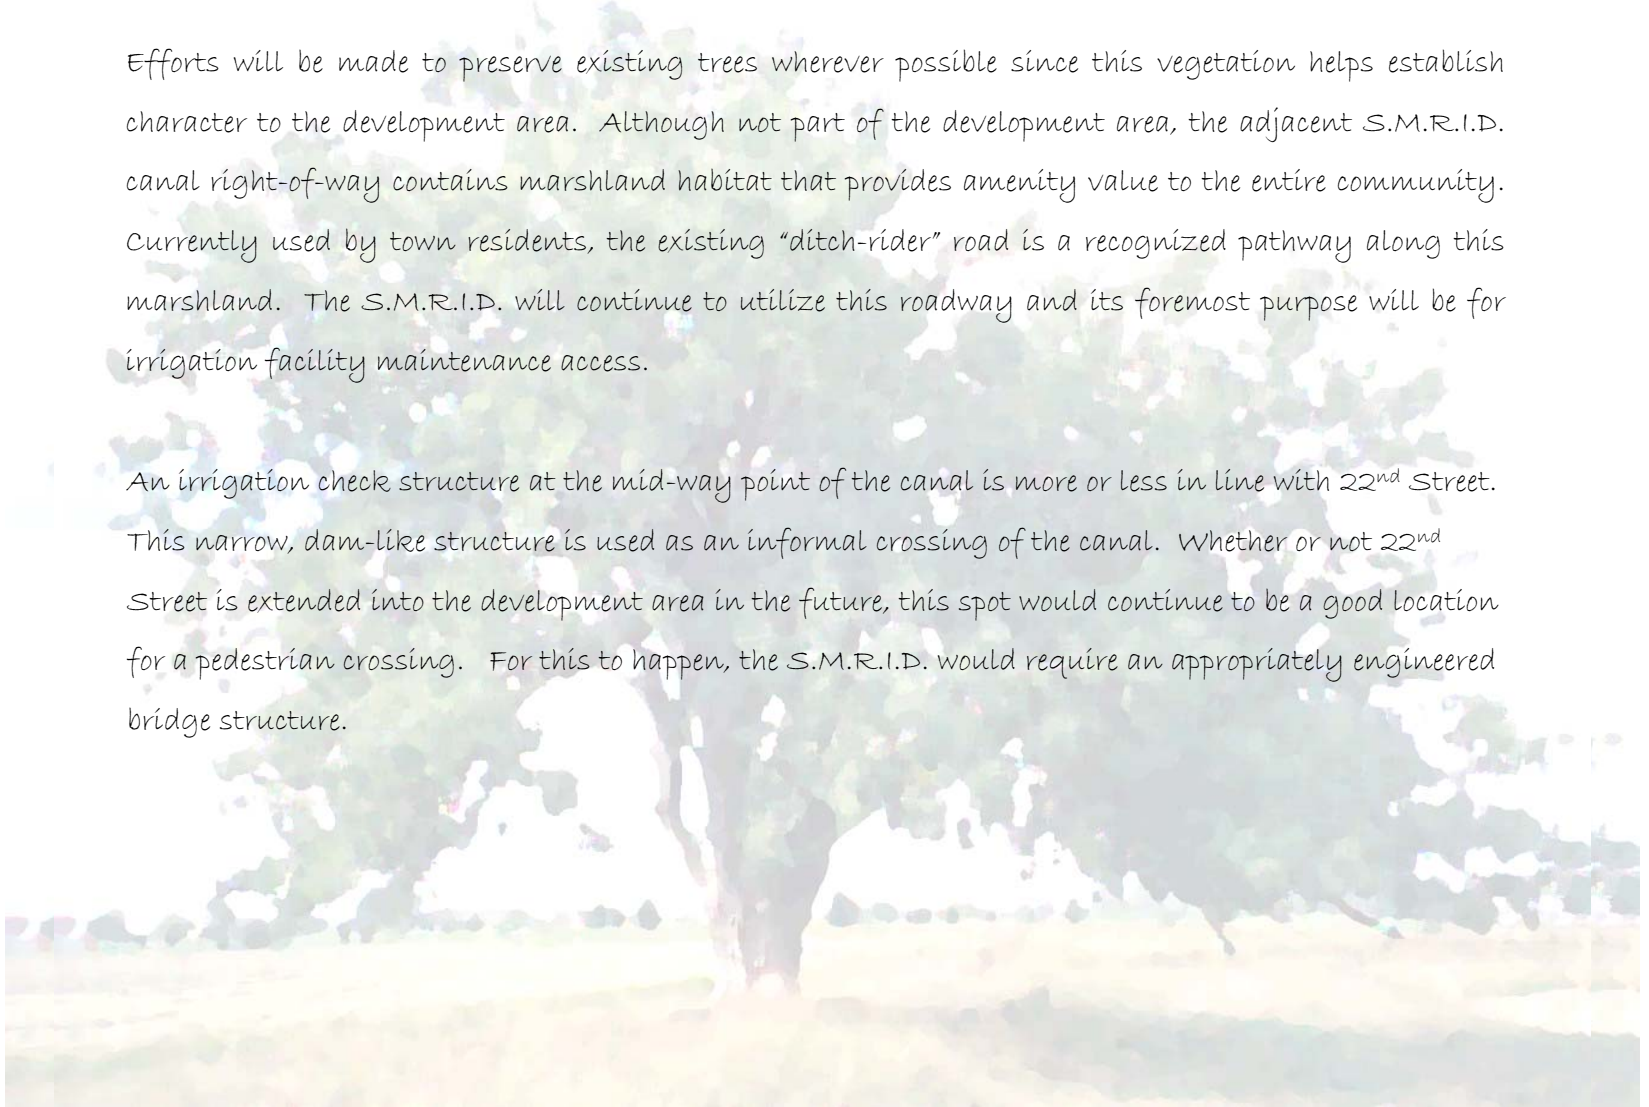 Efforts will be made to preserve existing trees wherever possible since this vegetation helps establish
character to the development area.  Although not part of the development area, the adjacent S.M.R.I.D.
canal right-of-way contains marshland habitat that provides amenity value to the entire community.
Currently used by town residents, the existing “ditch-rider” road is a recognized pathway along this
marshland.  The S.M.R.I.D. will continue to utilize this roadway and its foremost purpose will be for
irrigation facility maintenance access.
An irrigation check structure at the mid-way point of the canal is more or less in line with 22nd Street.
This narrow, dam-like structure is used as an informal crossing of the canal.  Whether or not 22nd
Street is extended into the development area in the future, this spot would continue to be a good location
for a pedestrian crossing.   For this to happen, the S.M.R.I.D. would require an appropriately engineered
bridge structure.